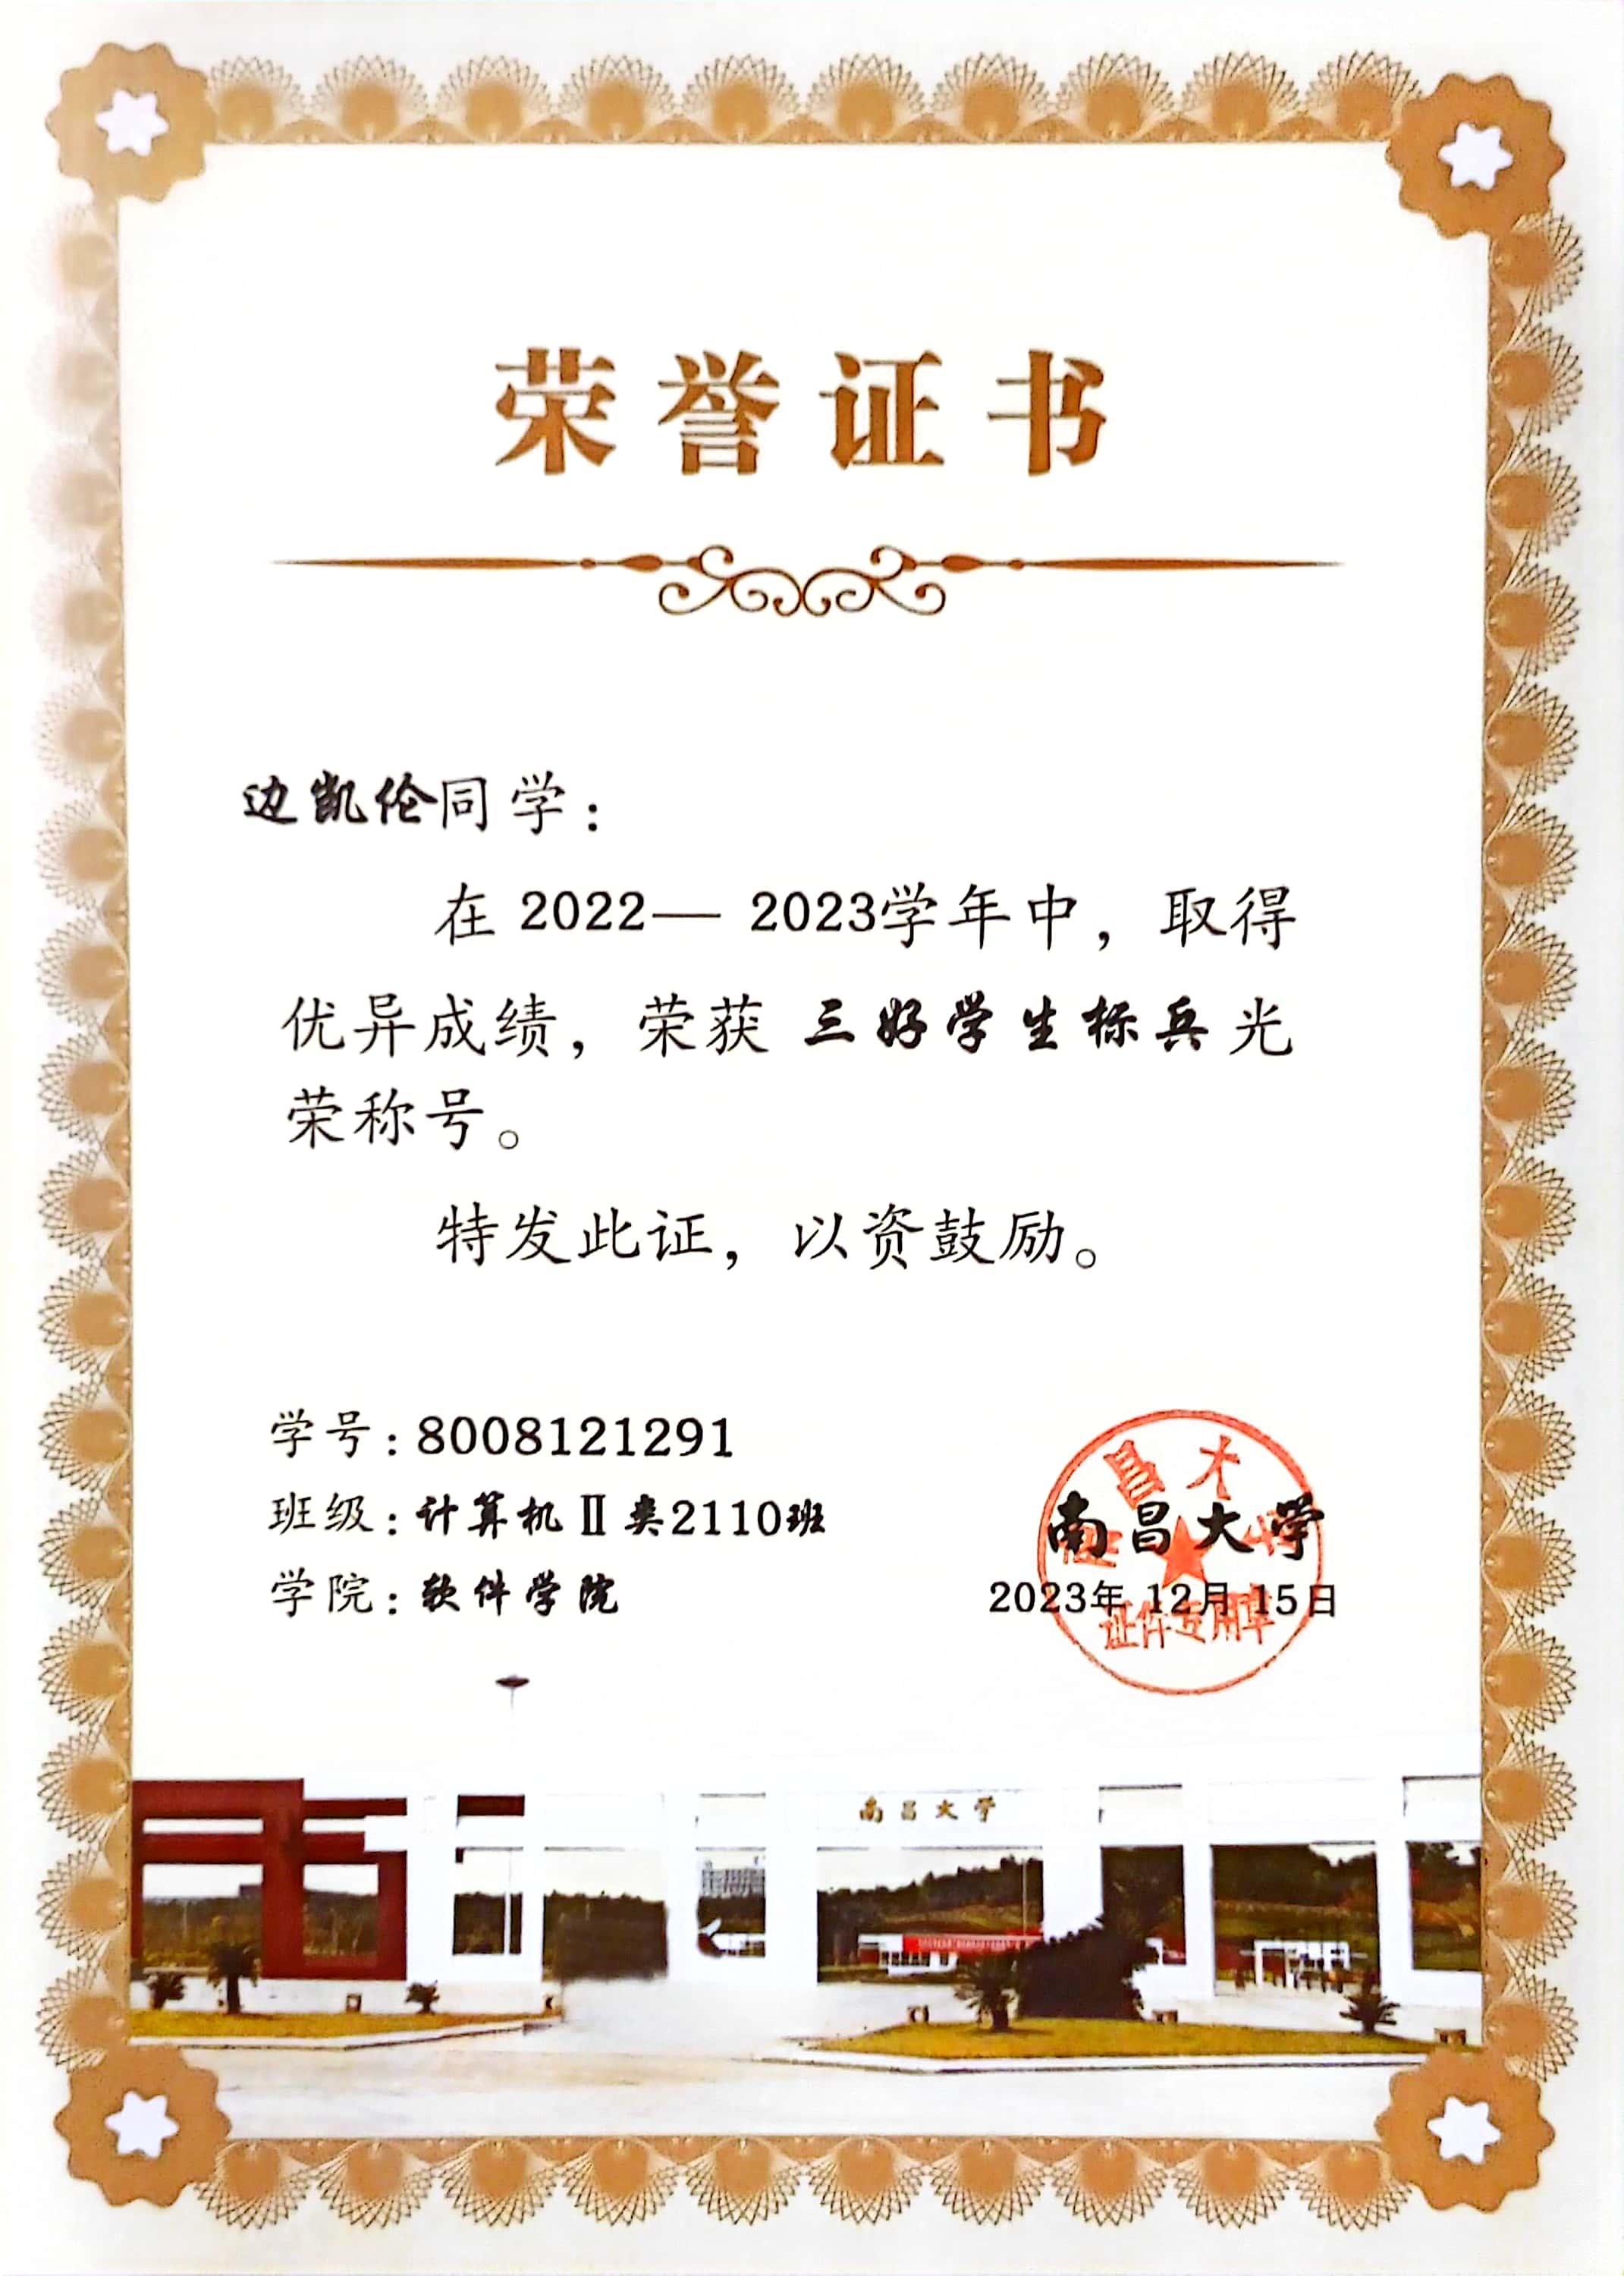 荣誉证书
边凯伦同学：
在 2022— 2023学年中，取得
优异成绩，荣获 三好学生标兵光
荣称号。
特发此证，以资鼓励。
学号：8008121291
班级：计算机Ⅱ类2110班
学院：软件学院
昌大
南昌大学
2023年 12月 15日
证件专用章
南昌大学